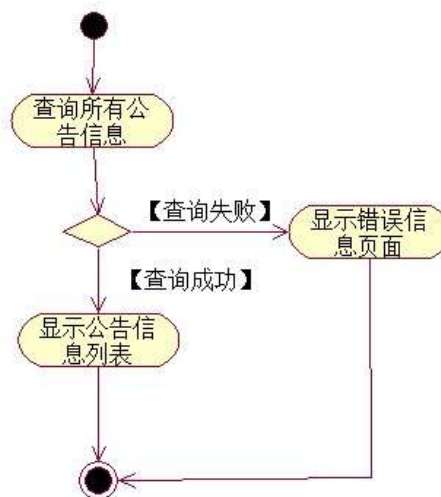 查询所有公
告信息
【查询失败】
显示错误信
息页面
【查询成功】
显示公告信
息列表